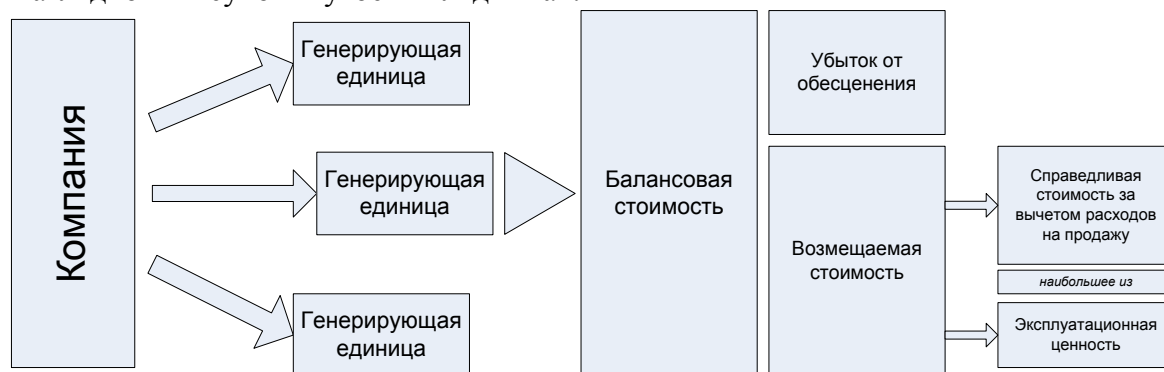 Компания
Генерирующая
единица
Генерирующая
единица
Генерирующая
единица
Балансовая
стоимость
Убыток от
обесценения
Возмещаемая
стоимость
Справедливая
стоимость за
вычетом расходов
на продажу
наибольшее из
Эксплуатационная
ценность